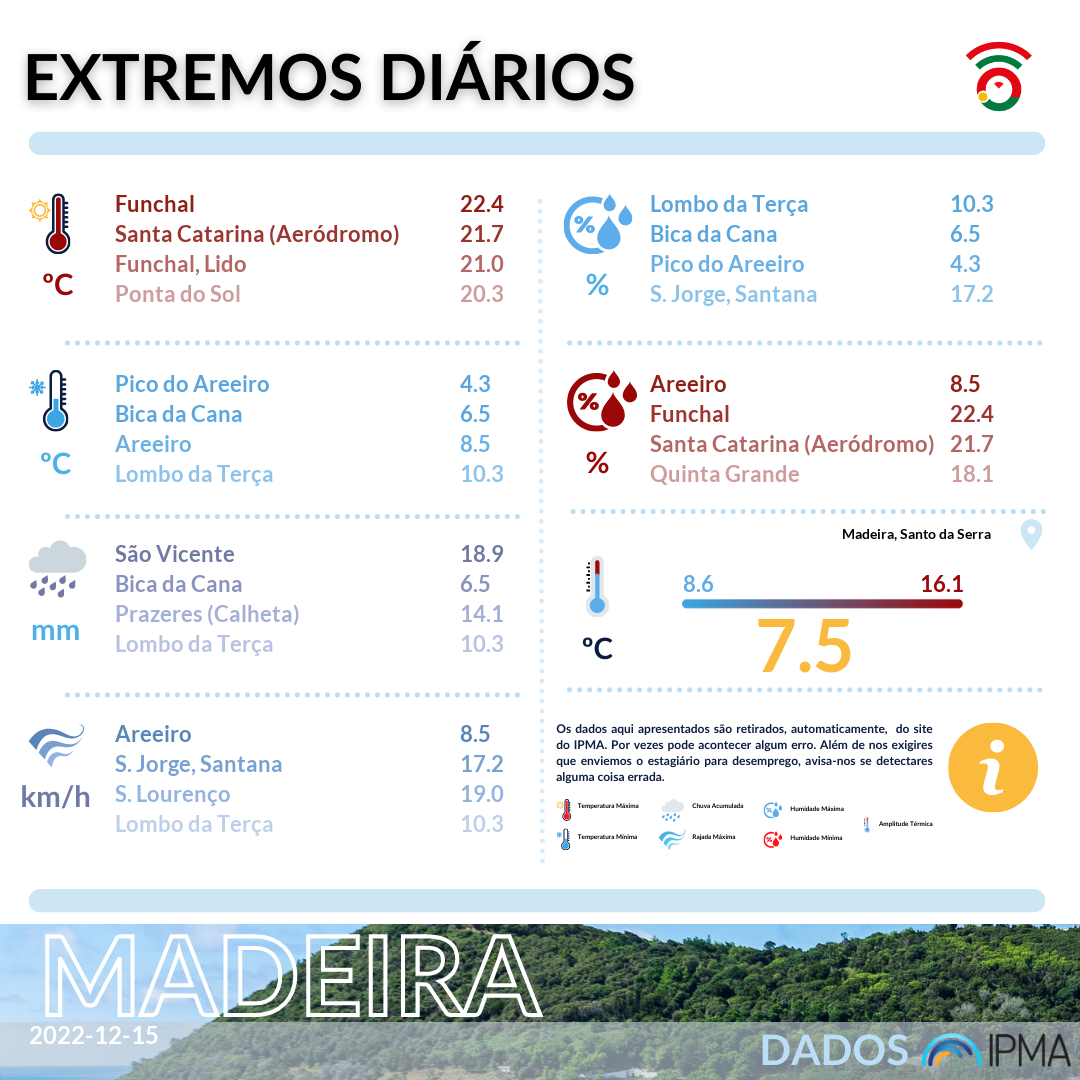 EXTREMOS DIÁRIOS
Funchal 22.4
Santa Catarina (Aeródromo) 21.7
Funchal, Lido 21.0
Ponta do Sol 20.3
ºC
Pico do Areeiro 4.3
Bica da Cana 6.5
Areeiro 8.5
Lombo da Terça 10.3
ºC
São Vicente 18.9
Bica da Cana 6.5
Prazeres (Calheta) 14.1
Lombo da Terça 10.3
mm
Areeiro 8.5
S. Jorge, Santana 17.2
S. Lourenço 19.0
Lombo da Terça 10.3
km/h
%
Lombo da Terça 10.3
Bica da Cana 6.5
Pico do Areeiro 4.3
S. Jorge, Santana 17.2
%
%
Areeiro 8.5
Funchal 22.4
Santa Catarina (Aeródromo) 21.7
Quinta Grande 18.1
%
Madeira, Santo da Serra
8.6 16.1
7.5
ºC
Os dados aqui apresentados são retirados, automaticamente, do site
do IPMA. Por vezes pode acontecer algum erro. Além de nos exigires
que enviemos o estagiário para desemprego, avisa-nos se detectares
alguma coisa errada.
i
Temperatura Máxima Chuva Acumulada Humidade Máxima
Amplitude Térmica
Temperatura Mínima Rajada Máxima Humidade Mínima
MADEIRA
2022-12-15
DADOS IPMA